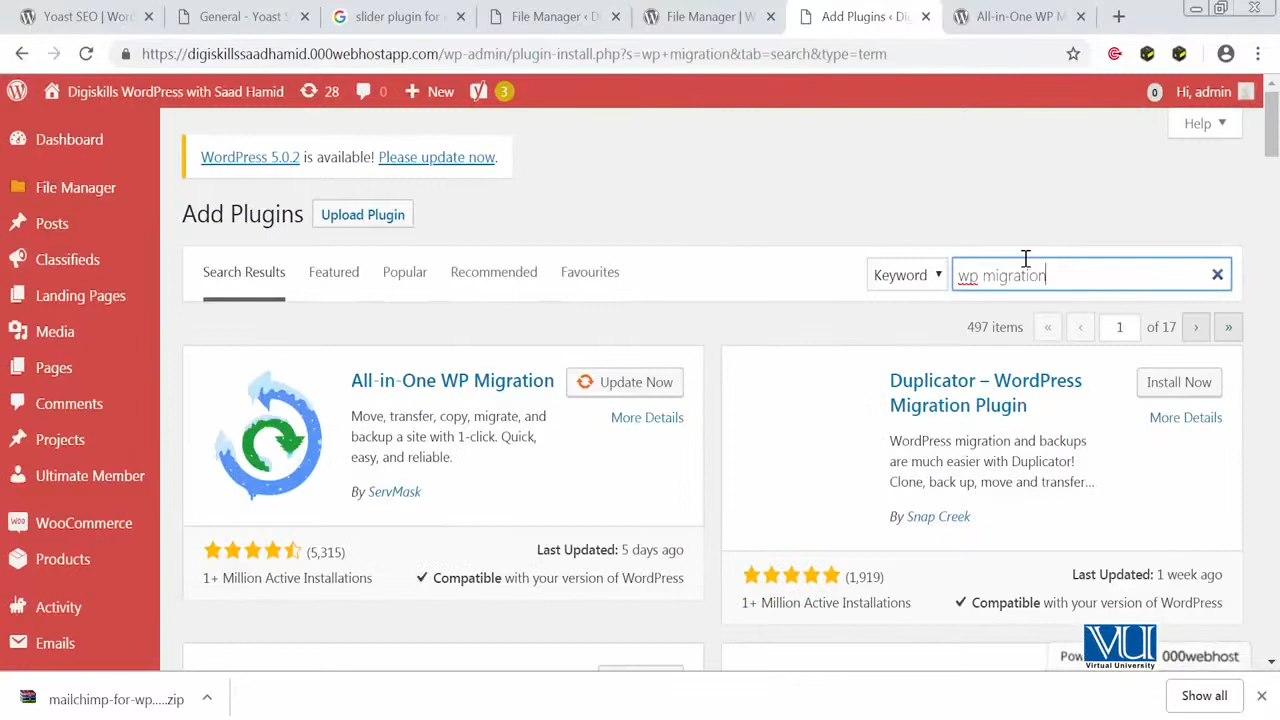 Yoast SEO | Word
General - Yoast S
slider plugin for
File Manager ‹ D
File Manager | W
Add Plugins ‹ Dig
All-in-One WP M
https://digiskillssaadhamid.000webhostapp.com/wp-admin/plugin-install.php?s=wp+migration&tab=search&type=term
Digiskills WordPress with Saad Hamid
28
0
New
3
0
Hi, admin
Help
Dashboard
File Manager
Posts
Classifieds
Landing Pages
Media
Pages
Comments
Projects
Ultimate Member
WooCommerce
Products
Activity
Emails
WordPress 5.0.2 is available! Please update now.
Add Plugins
Upload Plugin
Search Results
Featured
Popular
Recommended
Favourites
Keyword
wp migration
497 items
«
‹
1
of 17
›
»
All-in-One WP Migration
Update Now
More Details
Move, transfer, copy, migrate, and
backup a site with 1-click. Quick,
easy, and reliable.
By ServMask
(5,315)
1+ Million Active Installations
Last Updated: 5 days ago
Compatible with your version of WordPress
Duplicator – WordPress
Migration Plugin
Install Now
More Details
WordPress migration and backups
are much easier with Duplicator!
Clone, back up, move and transfer…
By Snap Creek
(1,919)
1+ Million Active Installations
Last Updated: 1 week ago
Compatible with your version of WordPress
VU
Virtual University
Pow
000webhost
mailchimp-for-wp.....zip
Show all